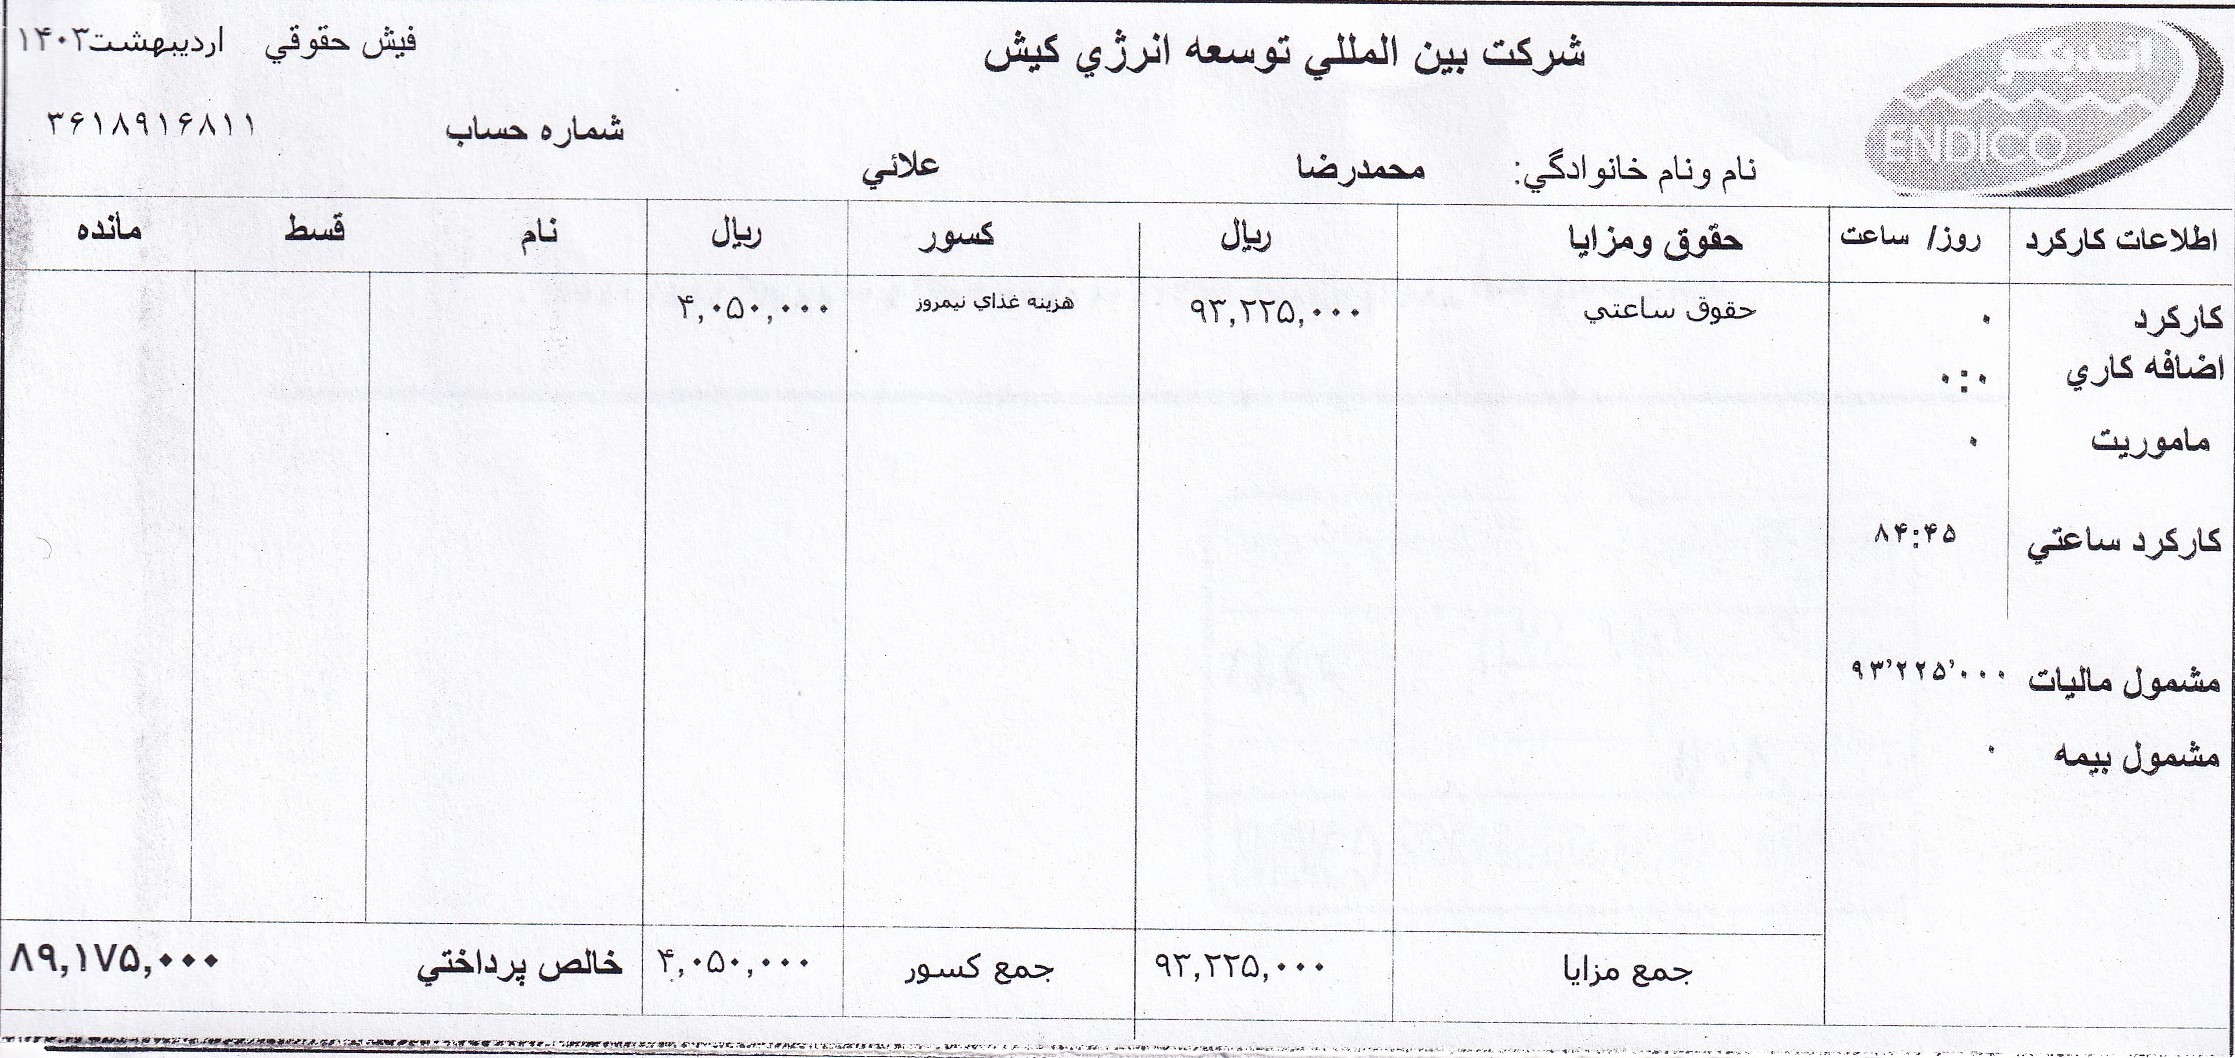 شركت بين المللي توسعه انرژي كيش
فيش حقوقي ارديبهشت۱۴۰۳
انديكو
ENDICO
شماره حساب ۳۶۱۸۹۱۶۸۱۱
نام ونام خانوادگي: محمدرضا علائي
اطلاعات كاركرد روز/ ساعت حقوق ومزايا ريال كسور ريال نام قسط مانده
كاركرد ۰ حقوق ساعتي ۹۳,۲۲۵,۰۰۰ هزينه غذاي نيمروز ۴,۰۵۰,۰۰۰
اضافه كاري ۰:۰
ماموريت ۰
كاركرد ساعتي ۸۴:۴۵
مشمول ماليات ۹۳٬۲۲۵٬۰۰۰
مشمول بيمه ۰
جمع مزايا ۹۳,۲۲۵,۰۰۰ جمع كسور ۴,۰۵۰,۰۰۰ خالص پرداختي ۸۹,۱۷۵,۰۰۰